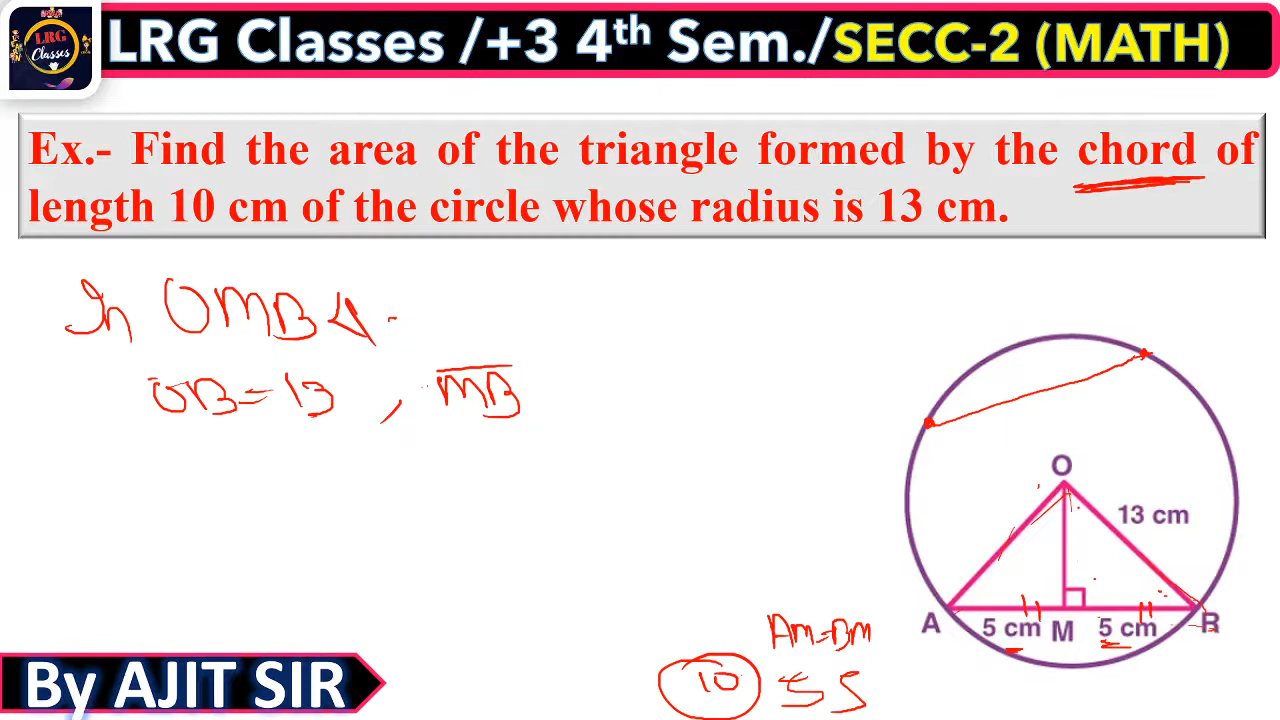 LRG Classes
LRG Classes /+3 4th Sem./SECC-2 (MATH)
Ex.- Find the area of the triangle formed by the chord of
length 10 cm of the circle whose radius is 13 cm.
In OMB Δ
OB = 13 , MB
O
13 cm
A 5 cm M 5 cm B
AM = BM
10 5 5
By AJIT SIR